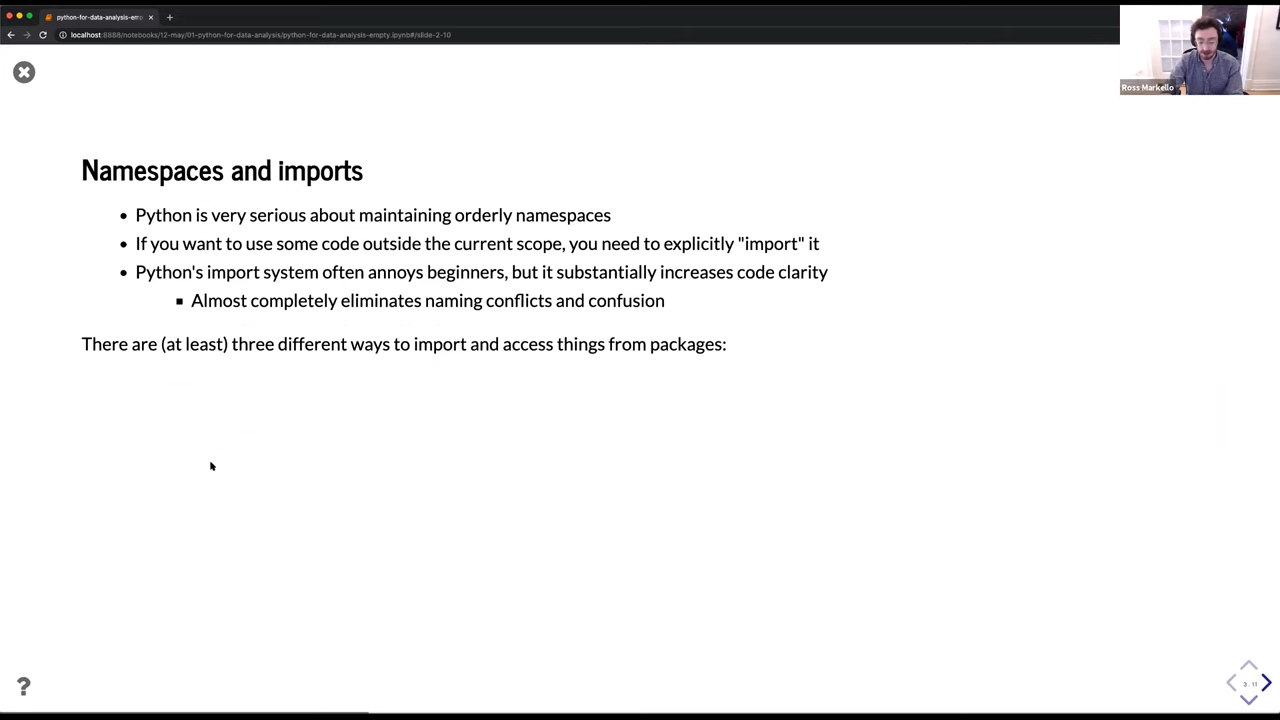 python-for-data-analysis-emp
localhost:8888/notebooks/12-may/01-python-for-data-analysis/python-for-data-analysis-empty.ipynb#/slide-2-10
Ross Markello
Namespaces and imports
Python is very serious about maintaining orderly namespaces
If you want to use some code outside the current scope, you need to explicitly "import" it
Python's import system often annoys beginners, but it substantially increases code clarity
Almost completely eliminates naming conflicts and confusion
There are (at least) three different ways to import and access things from packages:
?
3.11